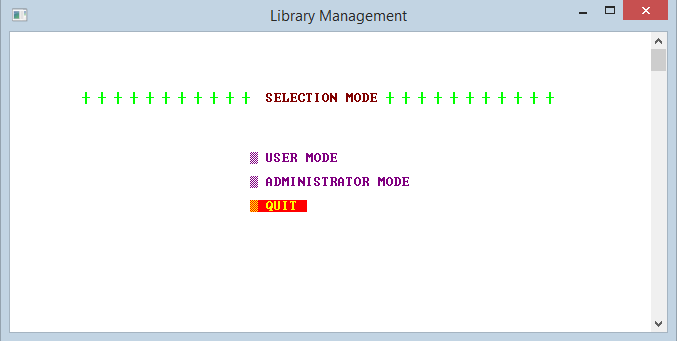 Library Management
┼ ┼ ┼ ┼ ┼ ┼ ┼ ┼ ┼ ┼ ┼ SELECTION MODE ┼ ┼ ┼ ┼ ┼ ┼ ┼ ┼ ┼ ┼ ┼
▒ USER MODE
▒ ADMINISTRATOR MODE
▒ QUIT